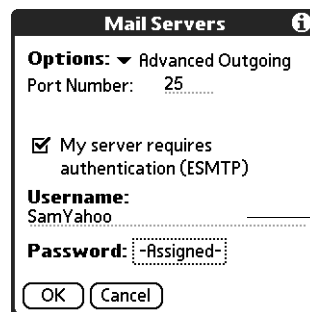 Mail Servers i
Options: Advanced Outgoing
Port Number: 25
My server requires
authentication (ESMTP)
Username:
SamYahoo
Password: -Assigned-
OK Cancel